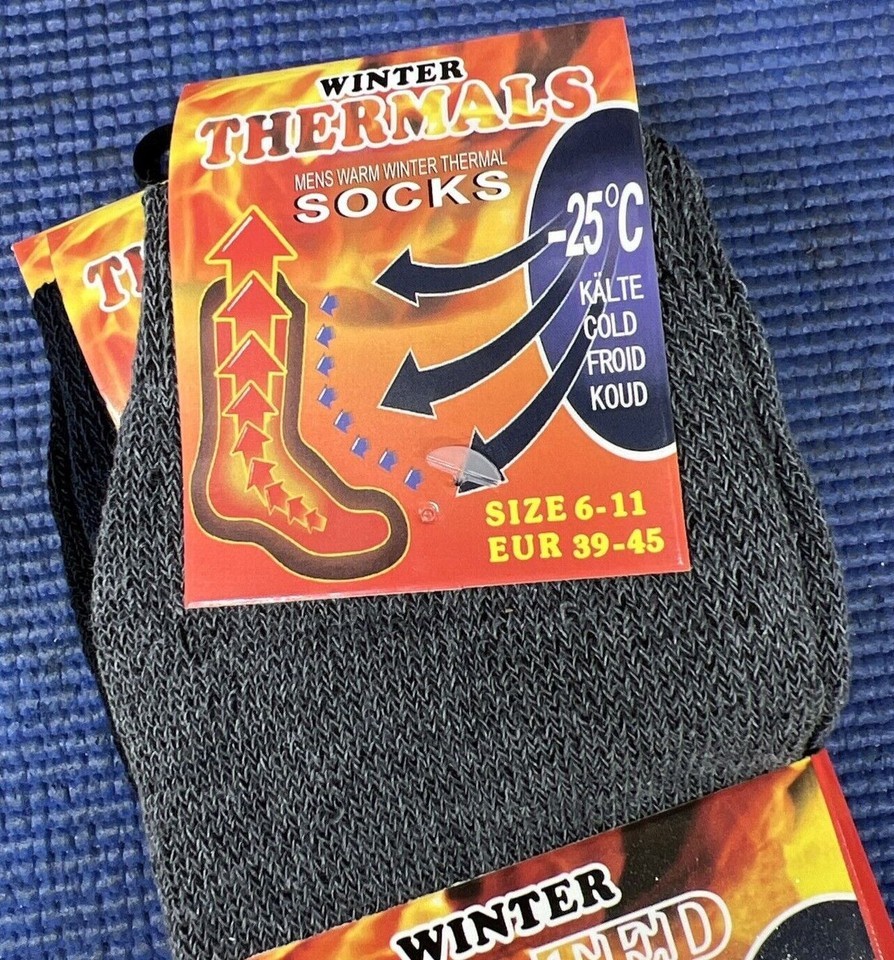 WINTER
THERMALS
MENS WARM WINTER THERMAL
SOCKS
-25°C
KÄLTE
COLD
FROID
KOUD
SIZE 6-11
EUR 39-45
WINTER